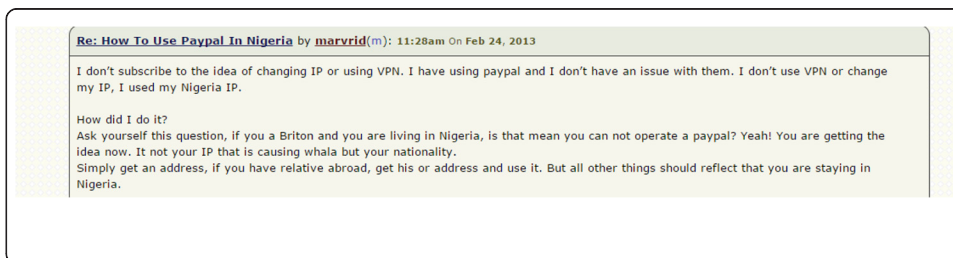 Re: How To Use Paypal In Nigeria by marvrid(m): 11:28am On Feb 24, 2013
I don't subscribe to the idea of changing IP or using VPN. I have using paypal and I don't have an issue with them. I don't use VPN or change
my IP, I used my Nigeria IP.
How did I do it?
Ask yourself this question, if you a Briton and you are living in Nigeria, is that mean you can not operate a paypal? Yeah! You are getting the
idea now. It not your IP that is causing whala but your nationality.
Simply get an address, if you have relative abroad, get his or address and use it. But all other things should reflect that you are staying in
Nigeria.